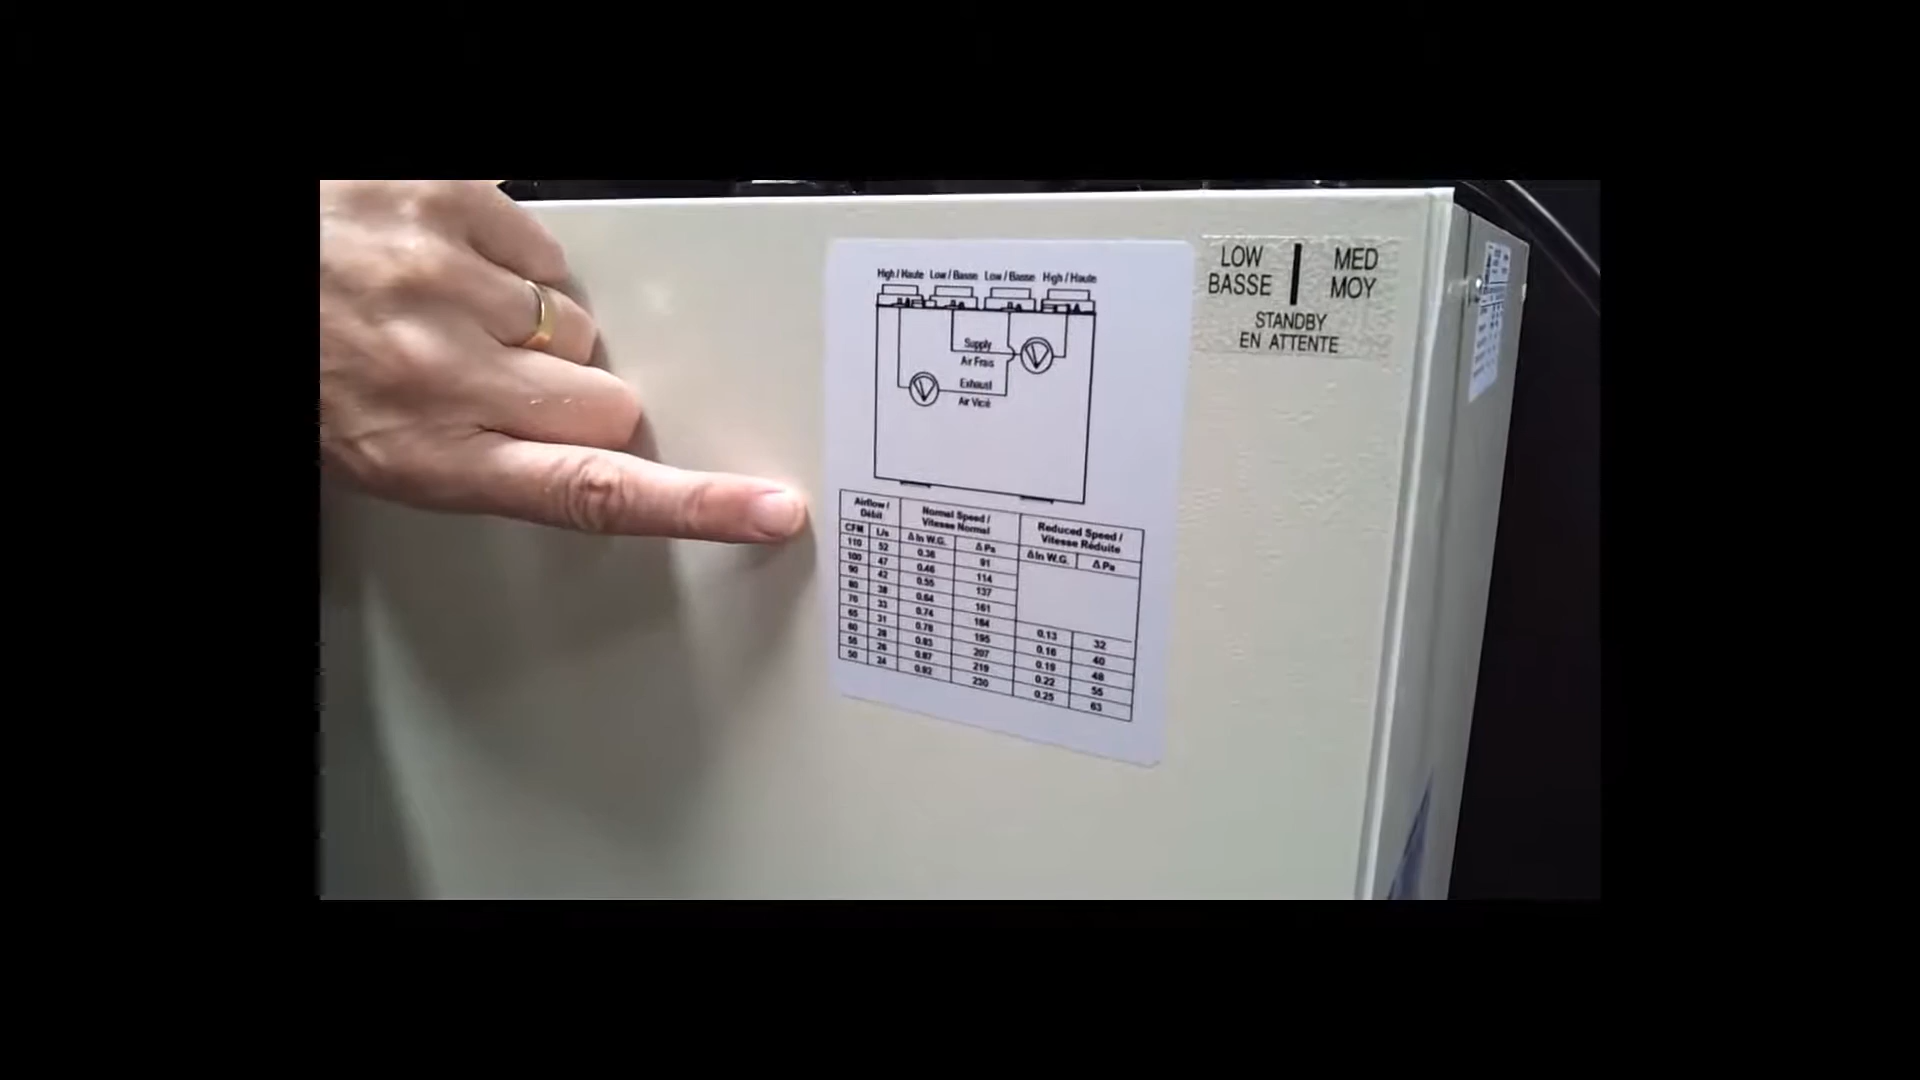 High / Haute Low / Basse Low / Basse High / Haute
Supply
Air Frais
Exhaust
Air Vicié
LOW
BASSE
MED
MOY
STANDBY
EN ATTENTE
Airflow / Débit
Normal Speed / Vitesse Normal
Reduced Speed / Vitesse Réduite
CFM L/s Δ In W.G. Δ Pa Δ In W.G. Δ Pa
110 52 0.36 91
100 47 0.46 114
90 42 0.55 137
80 38 0.64 161
70 33 0.74 184
65 31 0.78 195 0.13 32
60 28 0.83 207 0.16 40
55 26 0.87 219 0.19 48
50 24 0.92 230 0.22 55
0.25 63